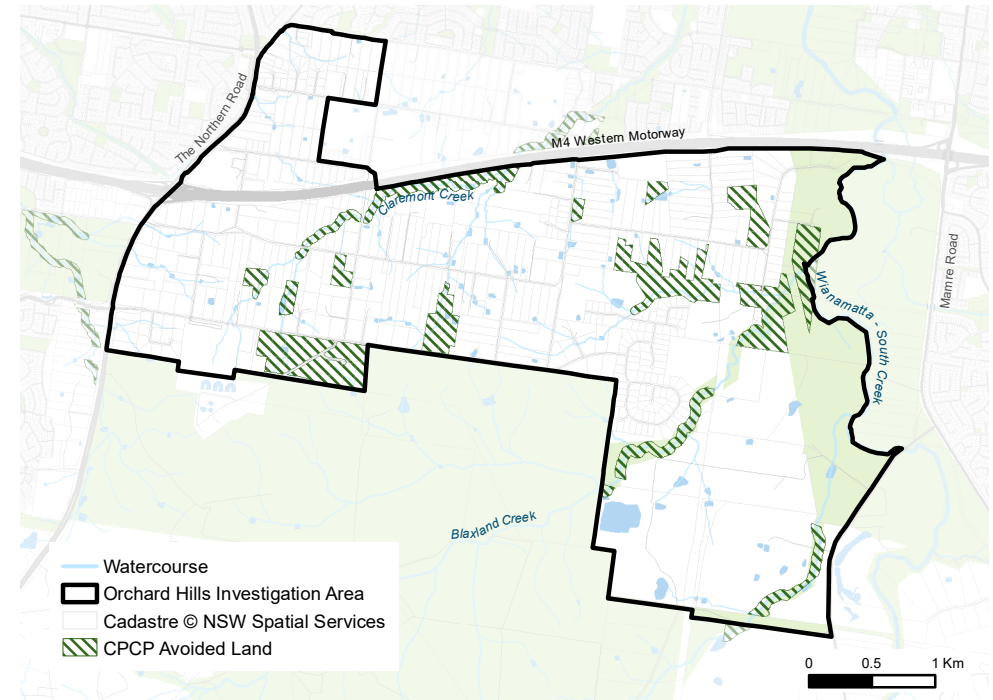 The Northern Road
M4 Western Motorway
Claremont Creek
Mamre Road
Wianamatta - South Creek
Blaxland Creek
Watercourse
Orchard Hills Investigation Area
Cadastre © NSW Spatial Services
CPCP Avoided Land
0 0.5 1 Km